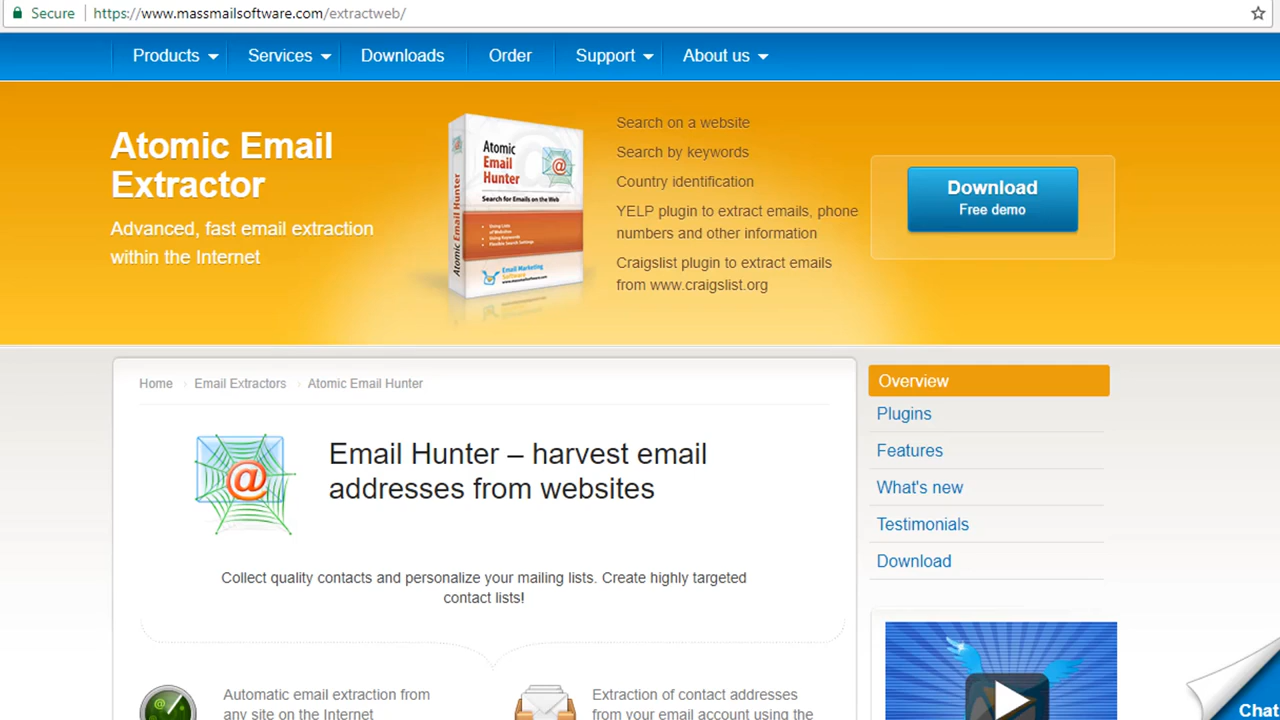 Secure
https://www.massmailsoftware.com/extractweb/
Products
Services
Downloads
Order
Support
About us
Atomic Email
Extractor
Advanced, fast email extraction
within the Internet
Atomic
Email
Hunter
Search for Emails on the Web
Atomic Email Hunter
Email Marketing
Software
Search on a website
Search by keywords
Country identification
YELP plugin to extract emails, phone
numbers and other information
Craigslist plugin to extract emails
from www.craigslist.org
Download
Free demo
Home
Email Extractors
Atomic Email Hunter
Email Hunter – harvest email
addresses from websites
Collect quality contacts and personalize your mailing lists. Create highly targeted
contact lists!
Automatic email extraction from
any site on the Internet
Extraction of contact addresses
from your email account using the
Overview
Plugins
Features
What's new
Testimonials
Download
Chat